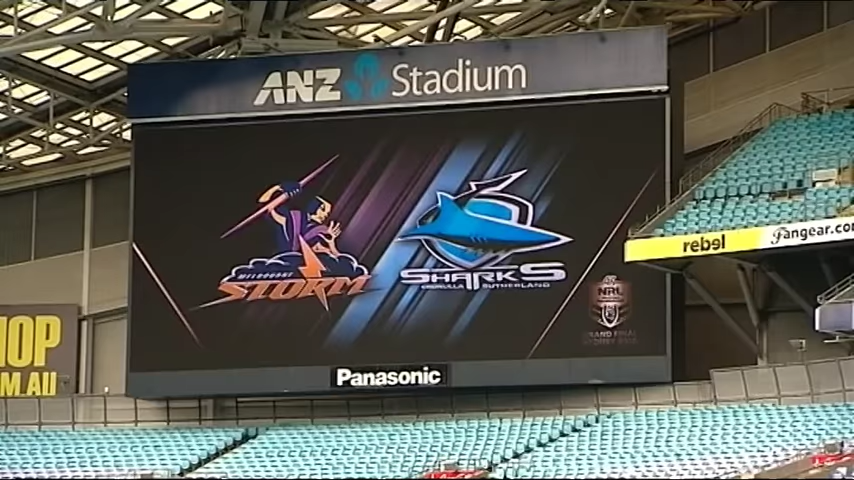 ANZ Stadium
MELBOURNE
STORM
SHARKS
CRONULLA SUTHERLAND
NRL
GRAND FINAL
Panasonic
rebel
Fangear.com
HOP
M.AU